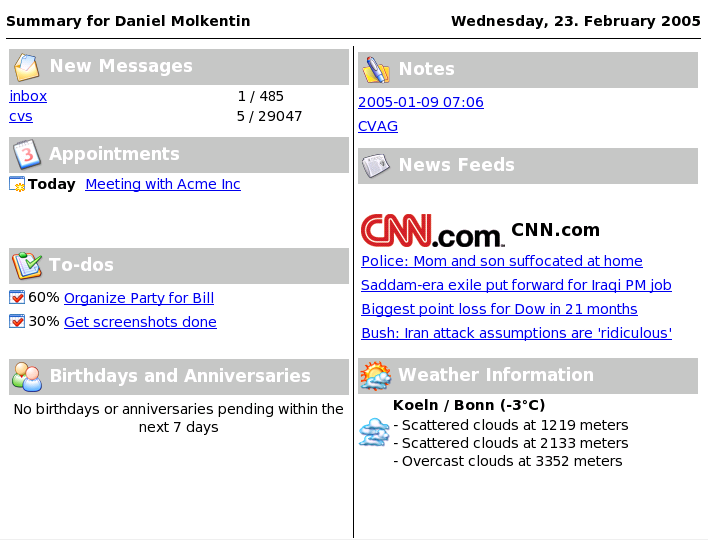 Summary for Daniel Molkentin
Wednesday, 23. February 2005
New Messages
inbox 1 / 485
cvs 5 / 29047
Appointments
3
Today Meeting with Acme Inc
To-dos
60% Organize Party for Bill
30% Get screenshots done
Birthdays and Anniversaries
No birthdays or anniversaries pending within the
next 7 days
Notes
2005-01-09 07:06
CVAG
News Feeds
CNN.com CNN.com
Police: Mom and son suffocated at home
Saddam-era exile put forward for Iraqi PM job
Biggest point loss for Dow in 21 months
Bush: Iran attack assumptions are 'ridiculous'
Weather Information
Koeln / Bonn (-3°C)
- Scattered clouds at 1219 meters
- Scattered clouds at 2133 meters
- Overcast clouds at 3352 meters